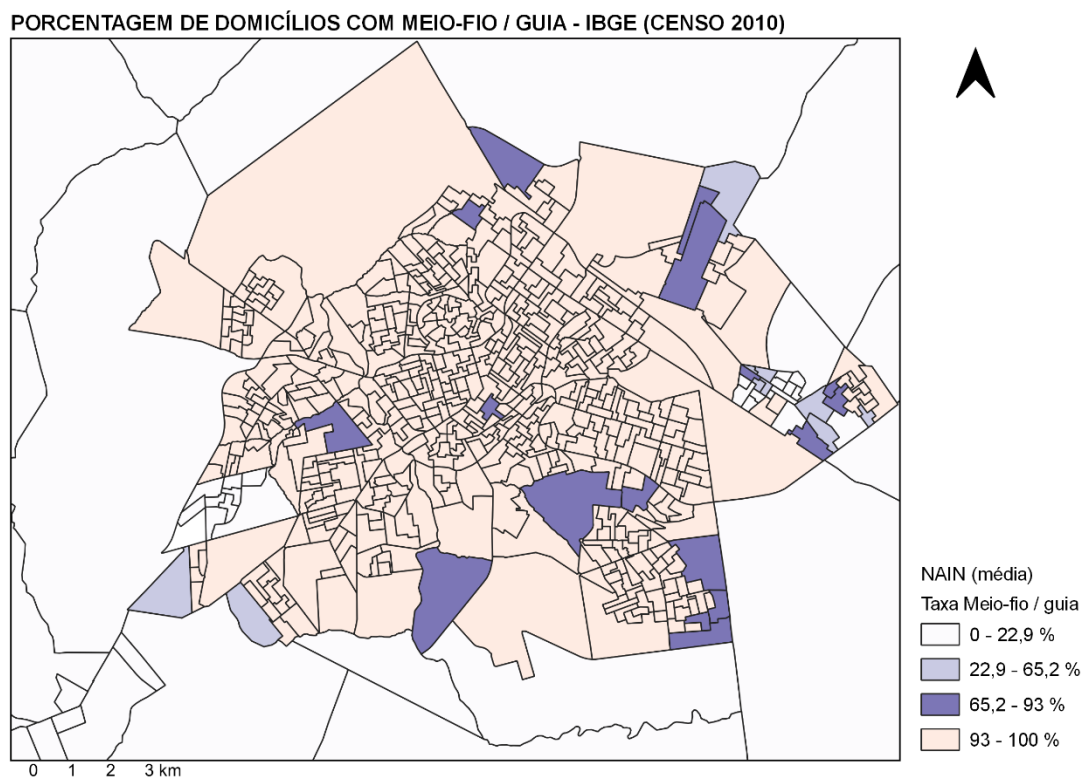 PORCENTAGEM DE DOMICÍLIOS COM MEIO-FIO / GUIA - IBGE (CENSO 2010)
NAIN (média)
Taxa Meio-fio / guia
0 - 22,9 %
22,9 - 65,2 %
65,2 - 93 %
93 - 100 %
0 1 2 3 km